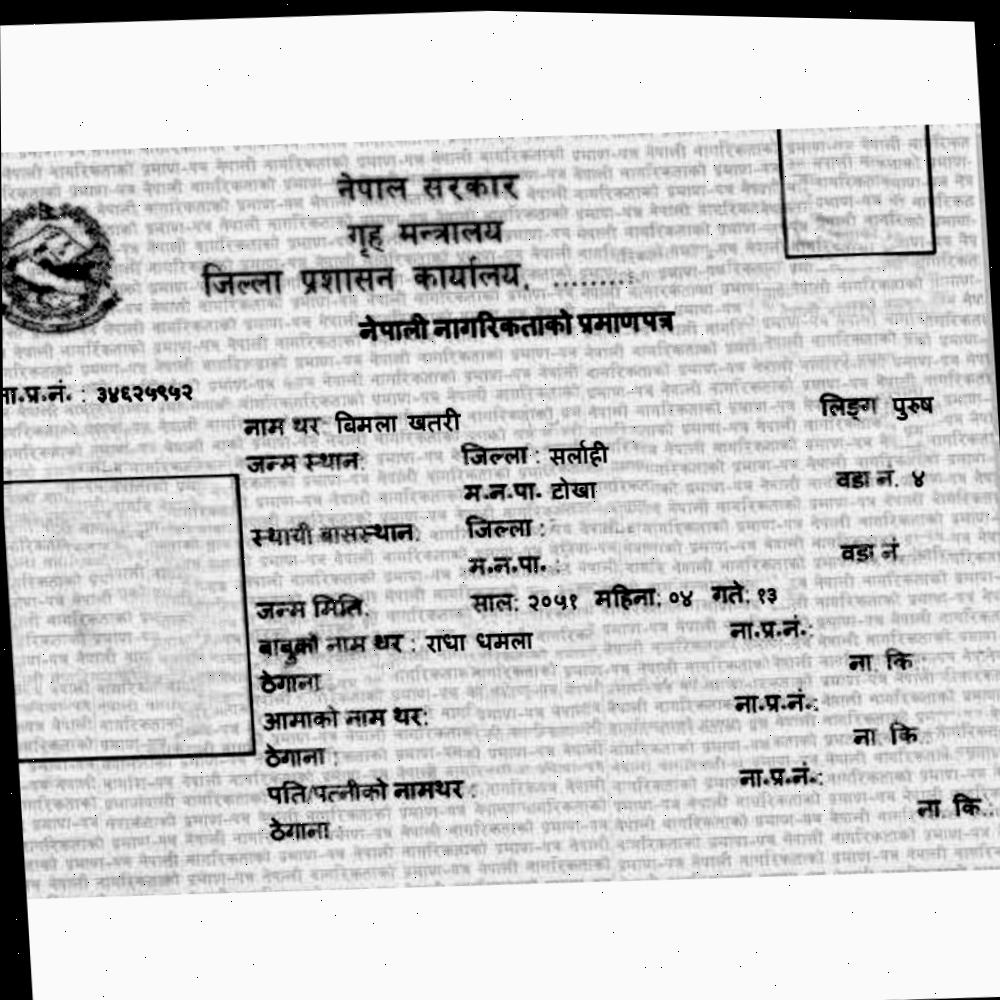 नेपाल सरकार
गृह मन्त्रालय
जिल्ला प्रशासन कार्यालय, .........
नेपाली नागरिकताको प्रमाणपत्र
ना.प्र.नं. : ३४६२५९५२
लिङ्ग पुरुष
नाम थर: बिमला खतरी
जन्म स्थान: जिल्ला : सर्लाही
म.न.पा. टोखा वडा नं. ४
स्थायी बासस्थान: जिल्ला :
म.न.पा. : वडा नं
जन्म मिति: साल: २०५१ महिना: ०४ गते: १३
बाबुको नाम थर : राधा धमला ना.प्र.नं.:
ठेगाना ना. कि.:
आमाको नाम थर: ना.प्र.नं.:
ठेगाना : ना. कि.
पति/पत्नीको नामथर : ना.प्र.नं.:
ठेगाना : ना. कि.: